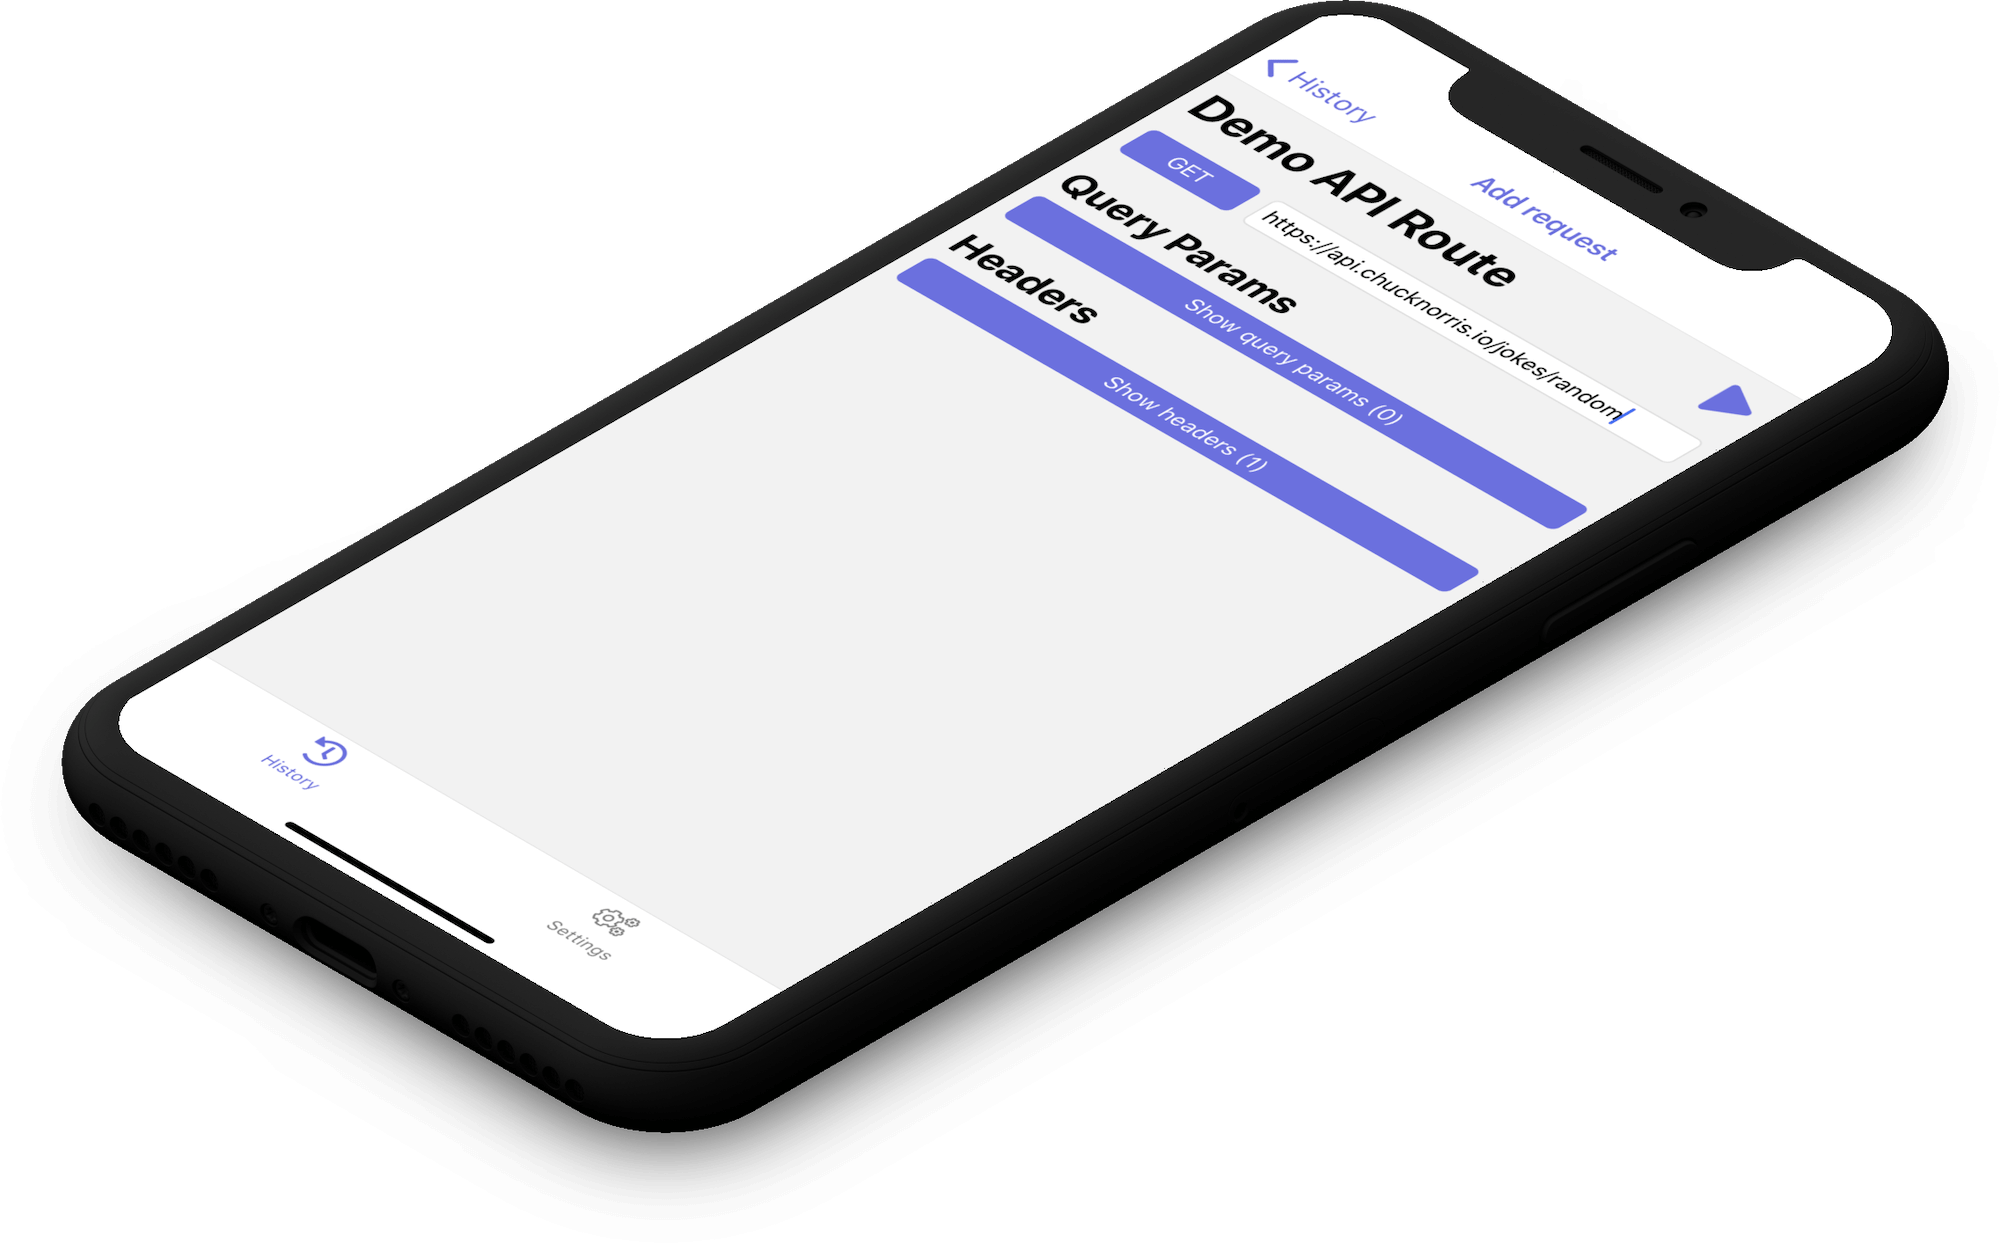 History
Add request
Demo API Route
GET
https://api.chucknorris.io/jokes/random
Query Params
Show query params (0)
Headers
Show headers (1)
History
Settings